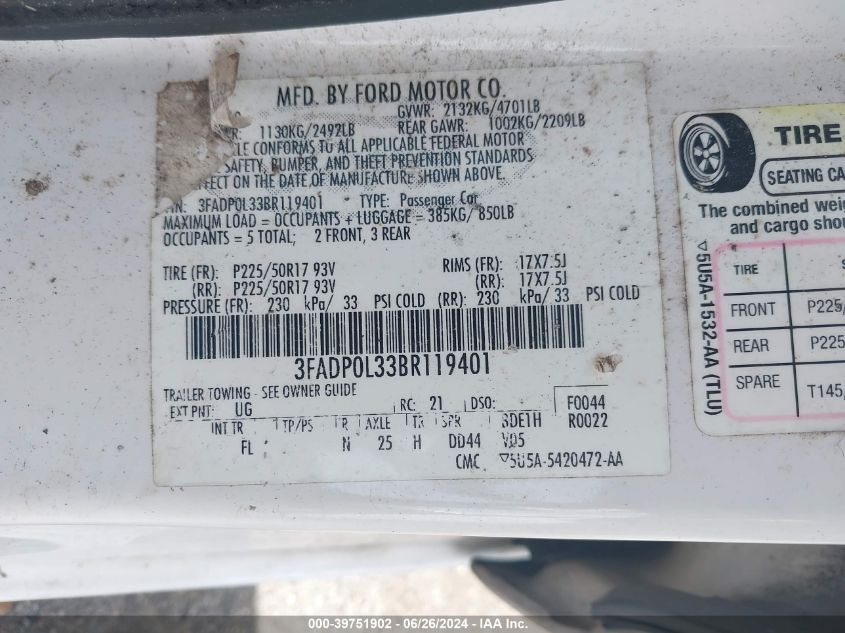 MFD. BY FORD MOTOR CO.
GVWR: 2132KG/4701LB
1130KG/2492LB REAR GAWR: 1002KG/2209LB
LE CONFORMS TO ALL APPLICABLE FEDERAL MOTOR
SAFETY, BUMPER, AND THEFT PREVENTION STANDARDS
FECT ON THE DATE OF MANUFACTURE SHOWN ABOVE.
3FADP0L33BR119401 TYPE: Passenger Car
MAXIMUM LOAD = OCCUPANTS + LUGGAGE = 385KG/ 850LB
OCCUPANTS = 5 TOTAL; 2 FRONT, 3 REAR
TIRE (FR): P225/50R17 93V RIMS (FR): 17X7.5J
(RR): P225/50R17 93V (RR): 17X7.5J
PRESSURE (FR): 230 kPa/ 33 PSI COLD (RR): 230 kPa/ 33 PSI COLD
3FADP0L33BR119401
TRAILER TOWING - SEE OWNER GUIDE
EXT PNT: UG RC: 21 DSO: F0044
R0022
INT TR TP/PS R AXLE TR SPR
FL N 25 H DD44
CMC ▽5U5A-5420472-AA
TIRE
SEATING CA
The combined weig
and cargo shou
TIRE S
FRONT P225/
REAR P225
SPARE T145/
▽5U5A-1532-AA (TLU)
000-39751902 - 06/26/2024 - IAA Inc.